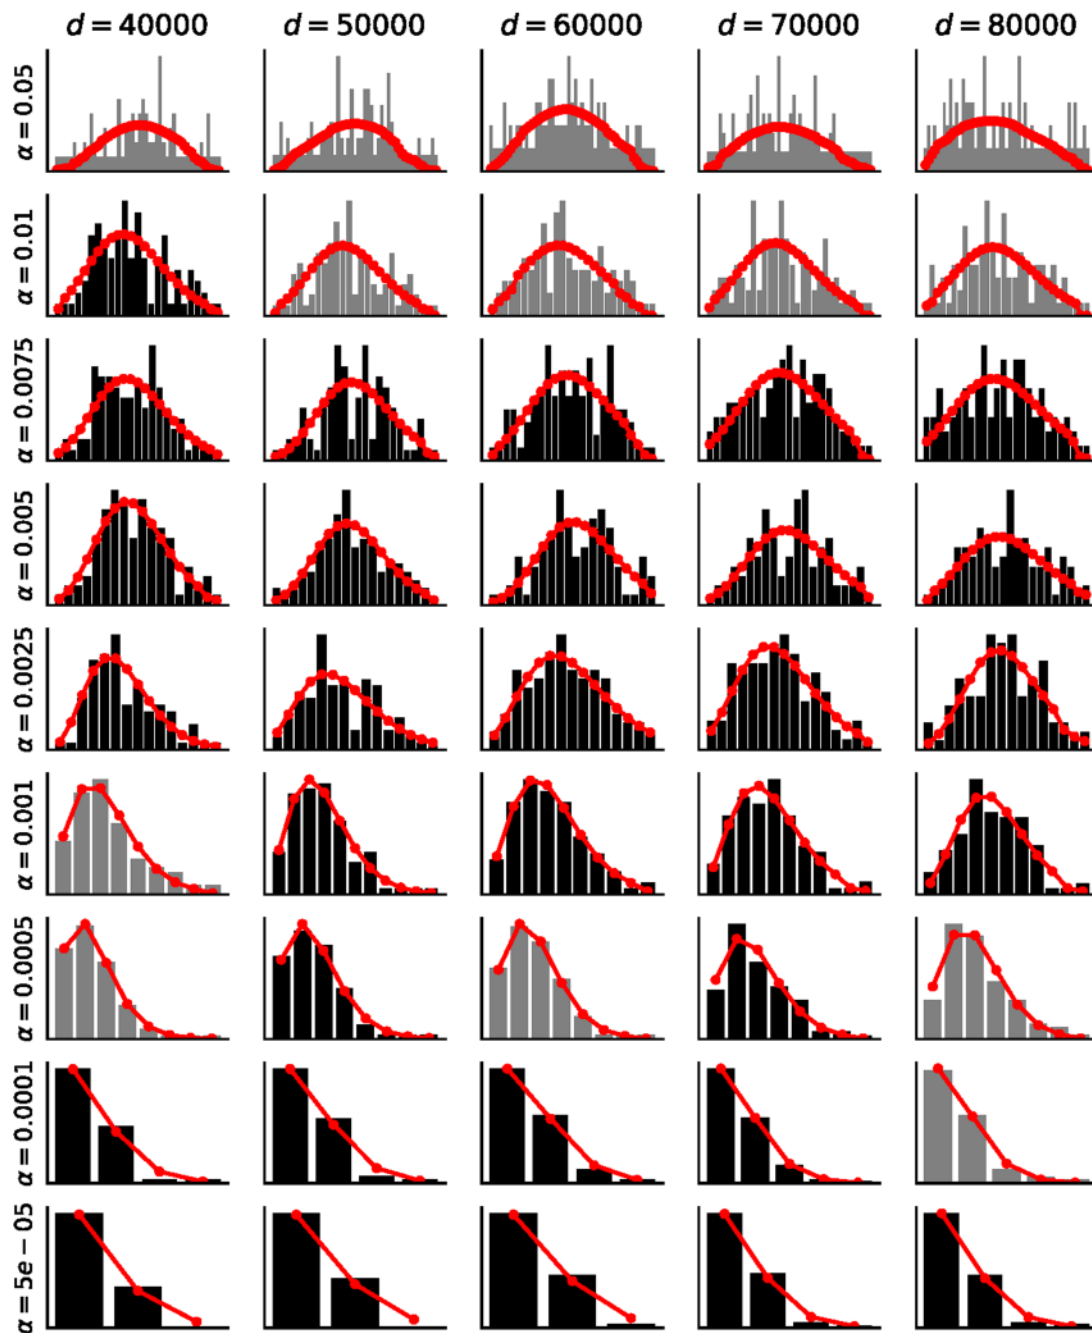 d = 40000 d = 50000 d = 60000 d = 70000 d = 80000
α = 0.05
α = 0.01
α = 0.0075
α = 0.005
α = 0.0025
α = 0.001
α = 0.0005
α = 0.0001
α = 5e − 05